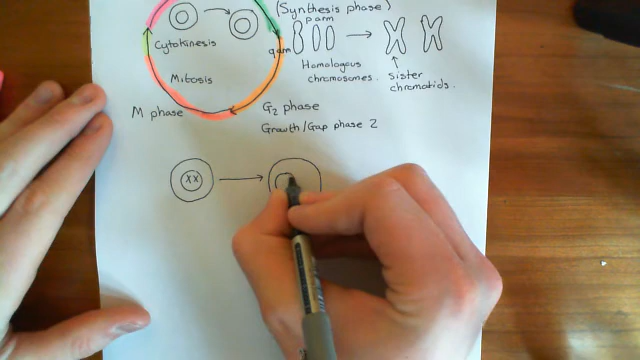 (Synthesis phase)
p arm
q arm
Cytokinesis
Homologous
chromosomes.
Sister
chromatids.
Mitosis
M phase
G2 phase
Growth/Gap phase 2
xx